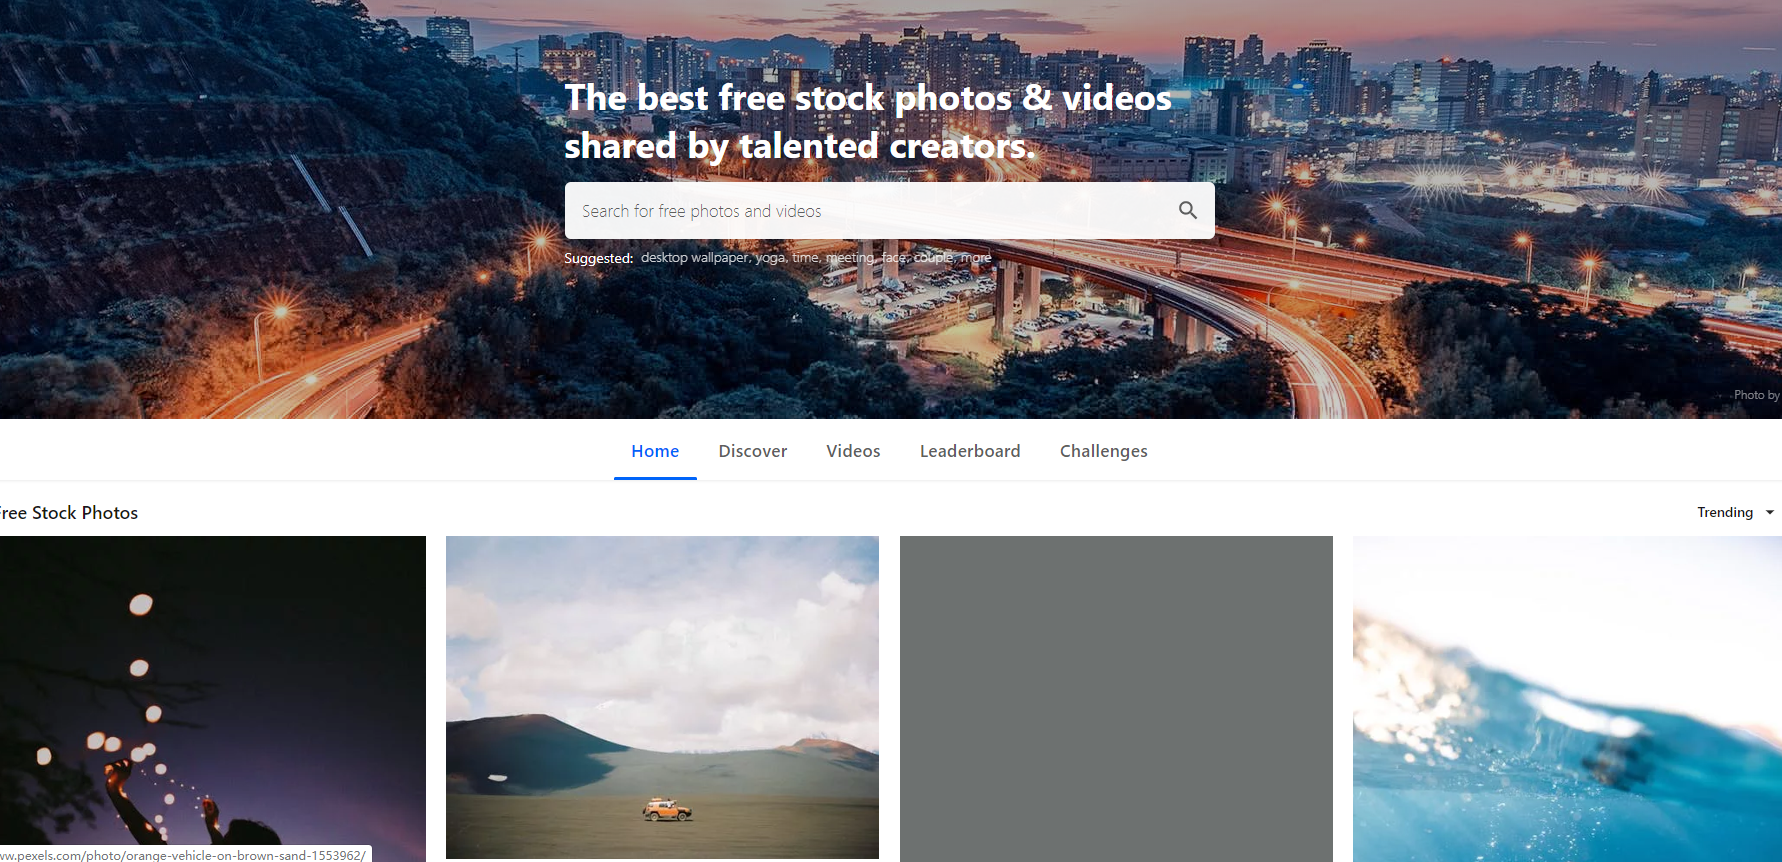 The best free stock photos & videos
shared by talented creators.
Search for free photos and videos
Suggested: desktop wallpaper, yoga, time, meeting, face, couple, more
Photo by
Home Discover Videos Leaderboard Challenges
Free Stock Photos
Trending
ww.pexels.com/photo/orange-vehicle-on-brown-sand-1553962/